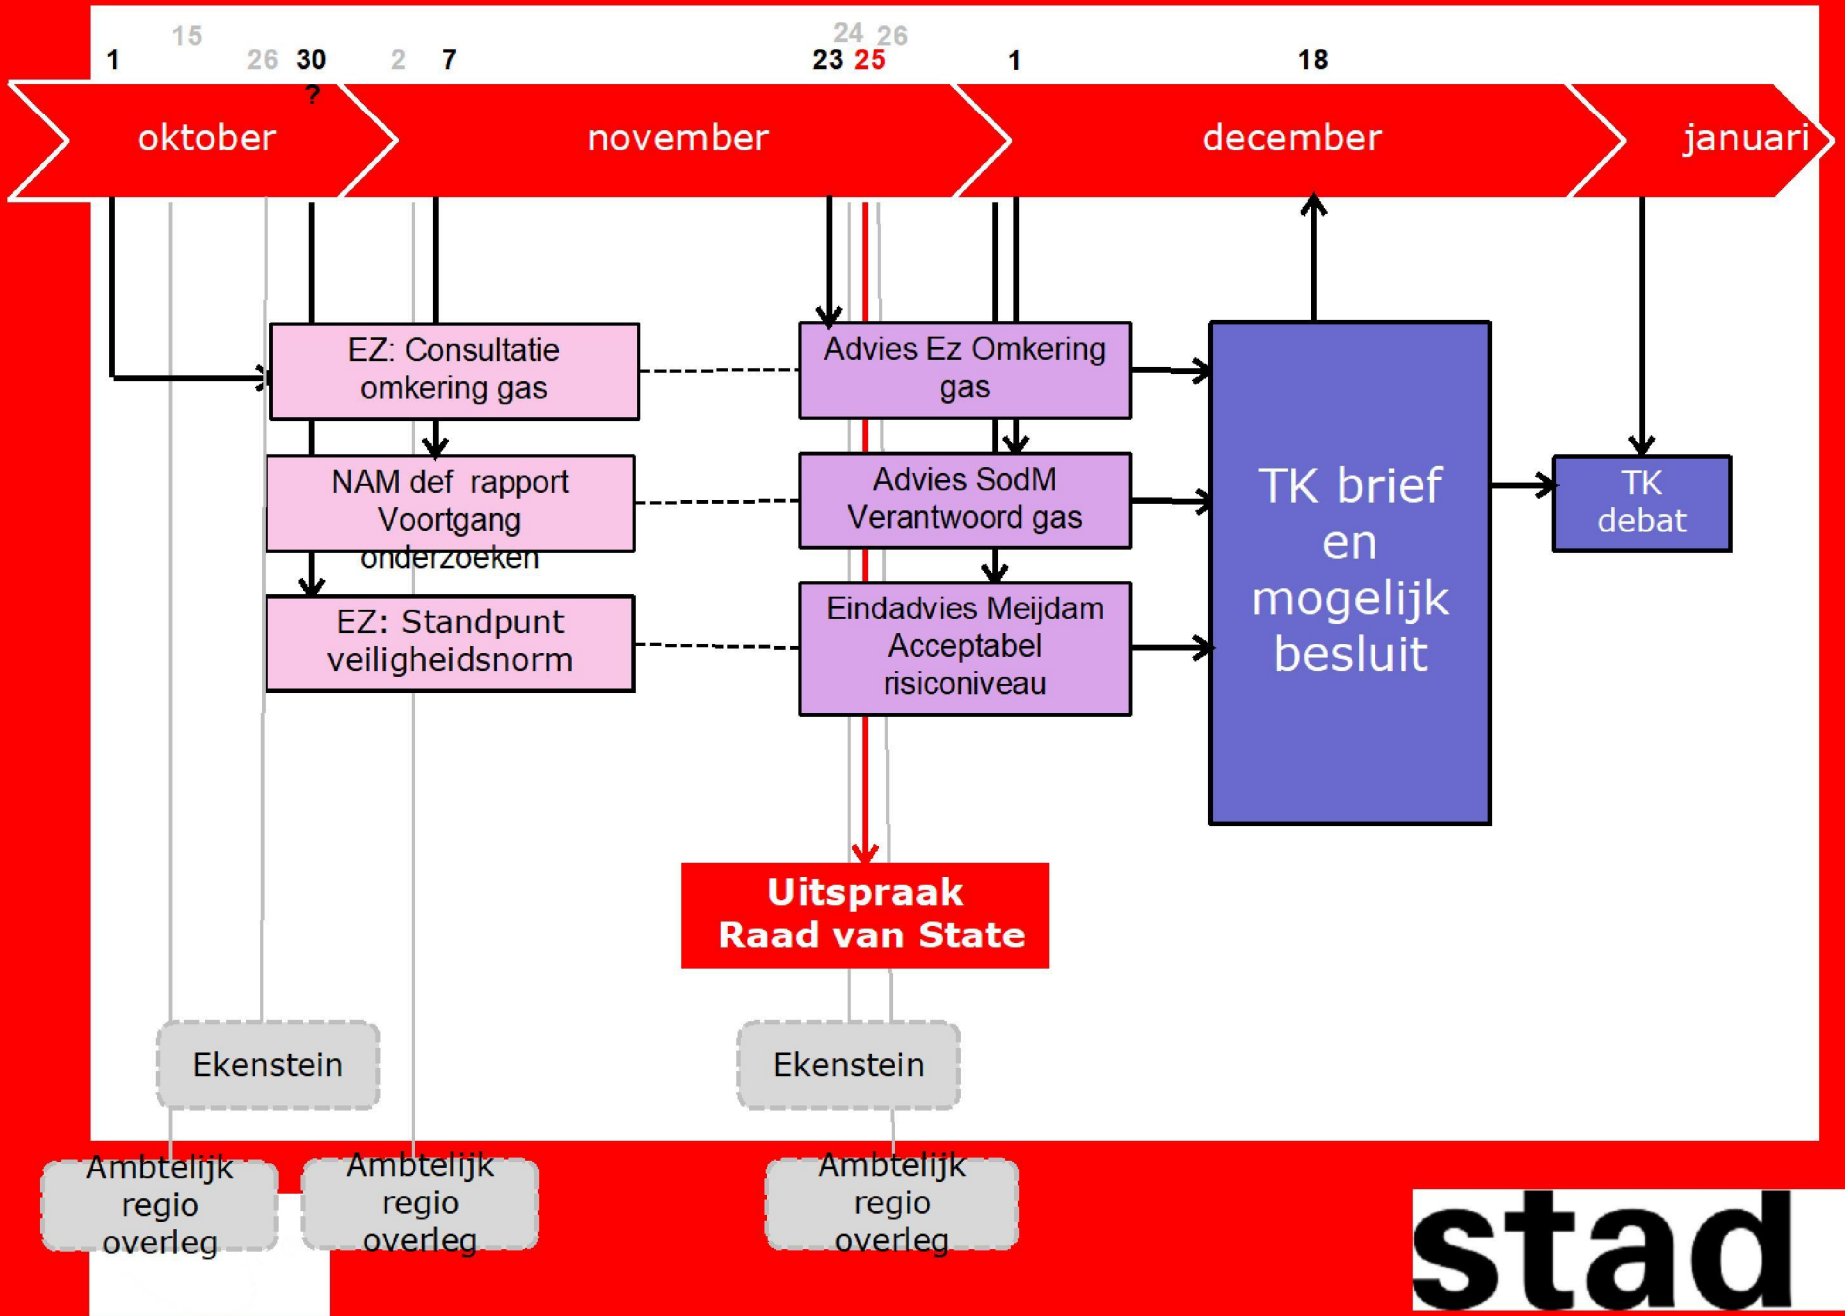 15
24
26
1
26
30
2
7
23
25
1
18
?
oktober
november
december
januari
EZ: Consultatie
omkering gas
NAM def rapport
Voortgang
onderzoeken
EZ: Standpunt
veiligheidsnorm
Advies Ez Omkering
gas
Advies SodM
Verantwoord gas
Eindadvies Meijdam
Acceptabel
risiconiveau
TK brief
en
mogelijk
besluit
TK
debat
Uitspraak
Raad van State
Ekenstein
Ekenstein
Ambtelijk
regio
overleg
Ambtelijk
regio
overleg
Ambtelijk
regio
overleg
stad